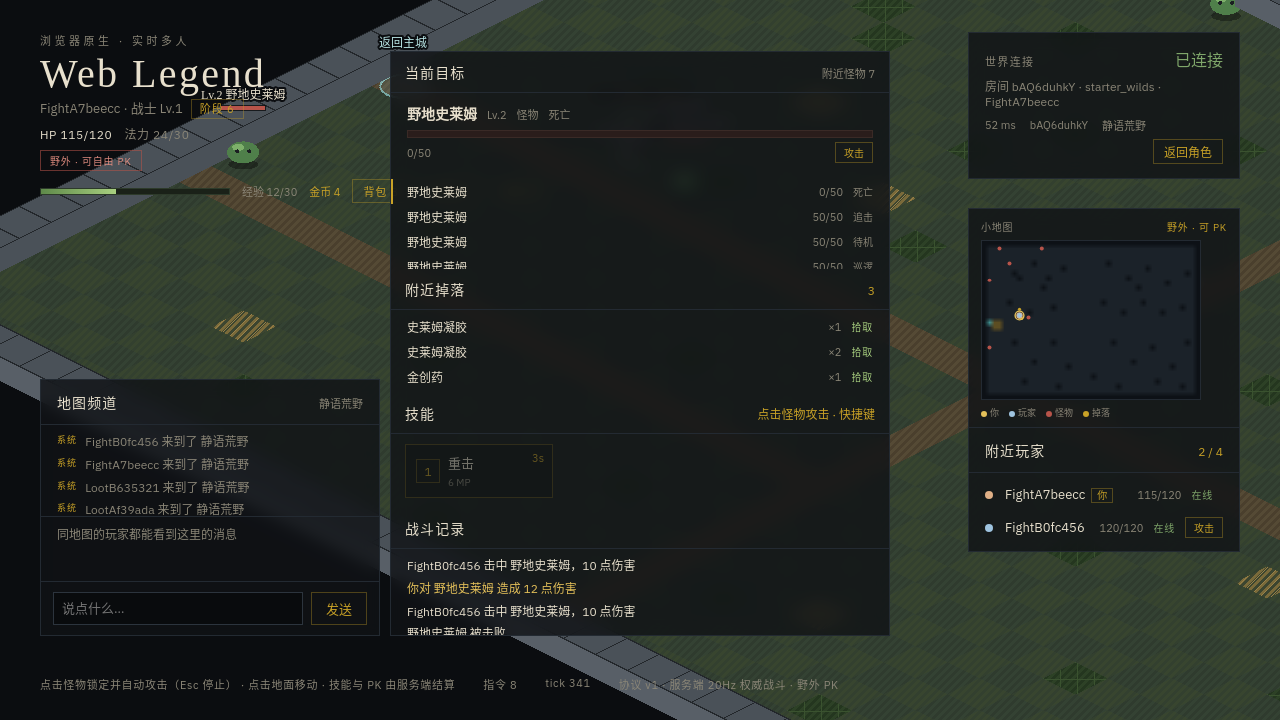 浏览器原生 · 实时多人
Web Legend
FightA7beecc · 战士 Lv.1 阶段 6
HP 115/120 法力 24/30
野外 · 可自由 PK
经验 12/30 金币 4 背包
返回主城
Lv.2 野地史莱姆
当前目标 附近怪物 7
野地史莱姆 Lv.2 怪物 死亡
0/50 攻击
野地史莱姆 0/50 死亡
野地史莱姆 50/50 追击
野地史莱姆 50/50 待机
野地史莱姆 50/50 巡逻
附近掉落 3
史莱姆凝胶 ×1 拾取
史莱姆凝胶 ×2 拾取
金创药 ×1 拾取
技能 点击怪物攻击 · 快捷键
1 重击 3s
6 MP
战斗记录
FightB0fc456 击中 野地史莱姆，10 点伤害
你对 野地史莱姆 造成 12 点伤害
FightB0fc456 击中 野地史莱姆，10 点伤害
野地史莱姆 被击败
世界连接 已连接
房间 bAQ6duhkY · starter_wilds ·
FightA7beecc
52 ms bAQ6duhkY 静语荒野
返回角色
小地图 野外 · 可 PK
你 玩家 怪物 掉落
附近玩家 2 / 4
FightA7beecc 你 115/120 在线
FightB0fc456 120/120 在线 攻击
地图频道 静语荒野
系统 FightB0fc456 来到了 静语荒野
系统 FightA7beecc 来到了 静语荒野
系统 LootB635321 来到了 静语荒野
系统 LootAf39ada 来到了 静语荒野
同地图的玩家都能看到这里的消息
说点什么... 发送
点击怪物锁定并自动攻击（Esc 停止） · 点击地面移动 · 技能与 PK 由服务端结算 指令 8 tick 341 协议 v1 · 服务端 20Hz 权威战斗 · 野外 PK